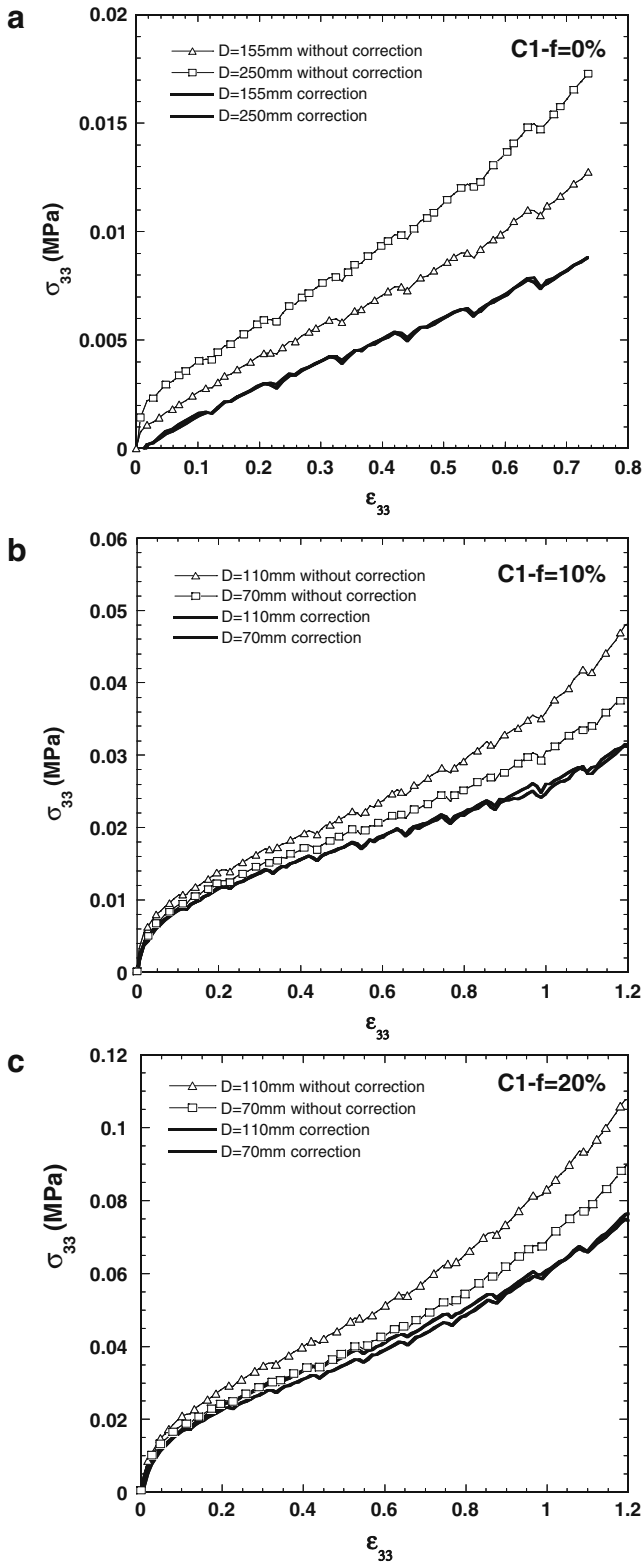 a
C1-f=0%
D=155mm without correction
D=250mm without correction
D=155mm correction
D=250mm correction
σ33 (MPa)
0.02
0.015
0.01
0.005
0
0 0.1 0.2 0.3 0.4 0.5 0.6 0.7 0.8
ε33
b
C1-f=10%
D=110mm without correction
D=70mm without correction
D=110mm correction
D=70mm correction
σ33 (MPa)
0.06
0.05
0.04
0.03
0.02
0.01
0
0 0.2 0.4 0.6 0.8 1 1.2
ε33
c
C1-f=20%
D=110mm without correction
D=70mm without correction
D=110mm correction
D=70mm correction
σ33 (MPa)
0.12
0.1
0.08
0.06
0.04
0.02
0
0 0.2 0.4 0.6 0.8 1 1.2
ε33